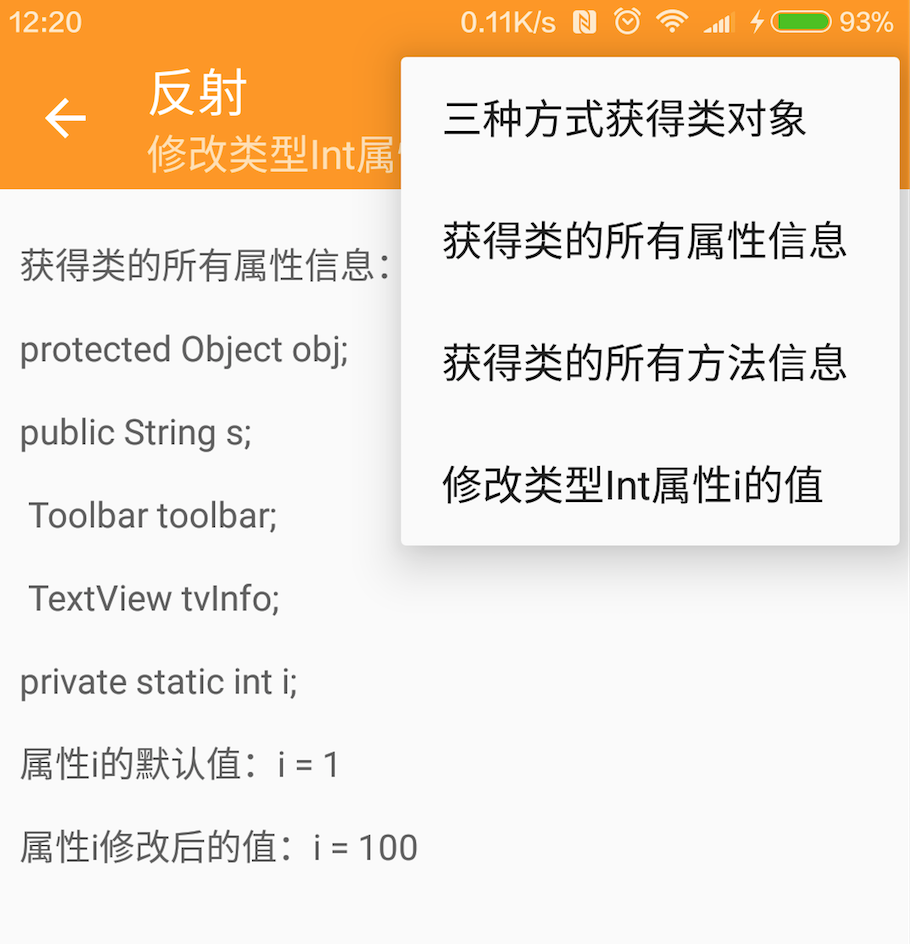 12:20 0.11K/s 93%
反射
修改类型Int属
三种方式获得类对象
获得类的所有属性信息
获得类的所有方法信息
修改类型Int属性i的值
获得类的所有属性信息：
protected Object obj;
public String s;
Toolbar toolbar;
TextView tvInfo;
private static int i;
属性i的默认值：i = 1
属性i修改后的值：i = 100